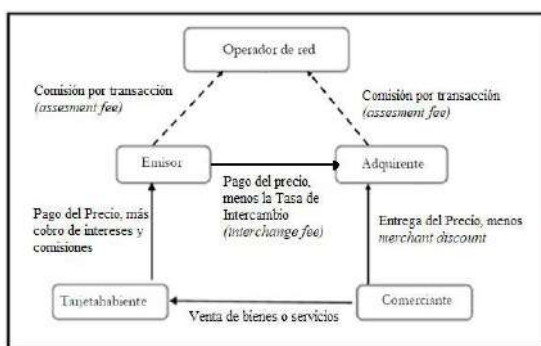 Operador de red
Comisión por transacción
(assesment fee)
Comisión por transacción
(assesment fee)
Emisor
Adquirente
Pago del precio,
menos la Tasa de
Intercambio
(interchange fee)
Pago del Precio, más
cobro de intereses y
comisiones
Entrega del Precio, menos
merchant discount
Tanetahabiente
Comerciante
Venta de bienes o servicios